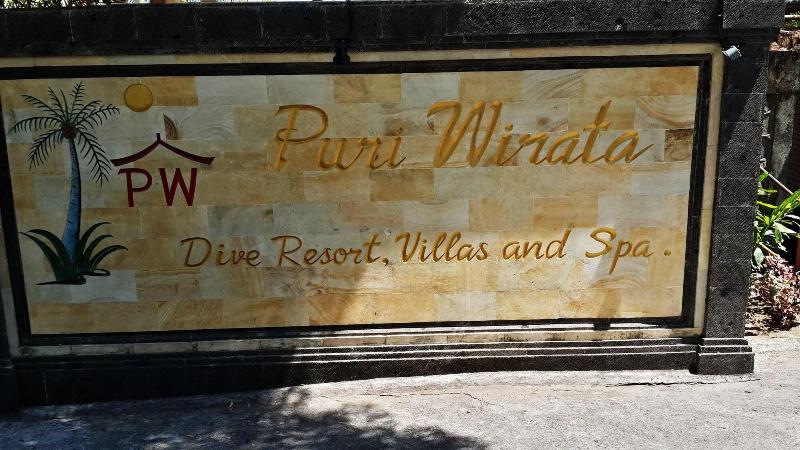 PW
Puri Wirata
Dive Resort, Villas and Spa.